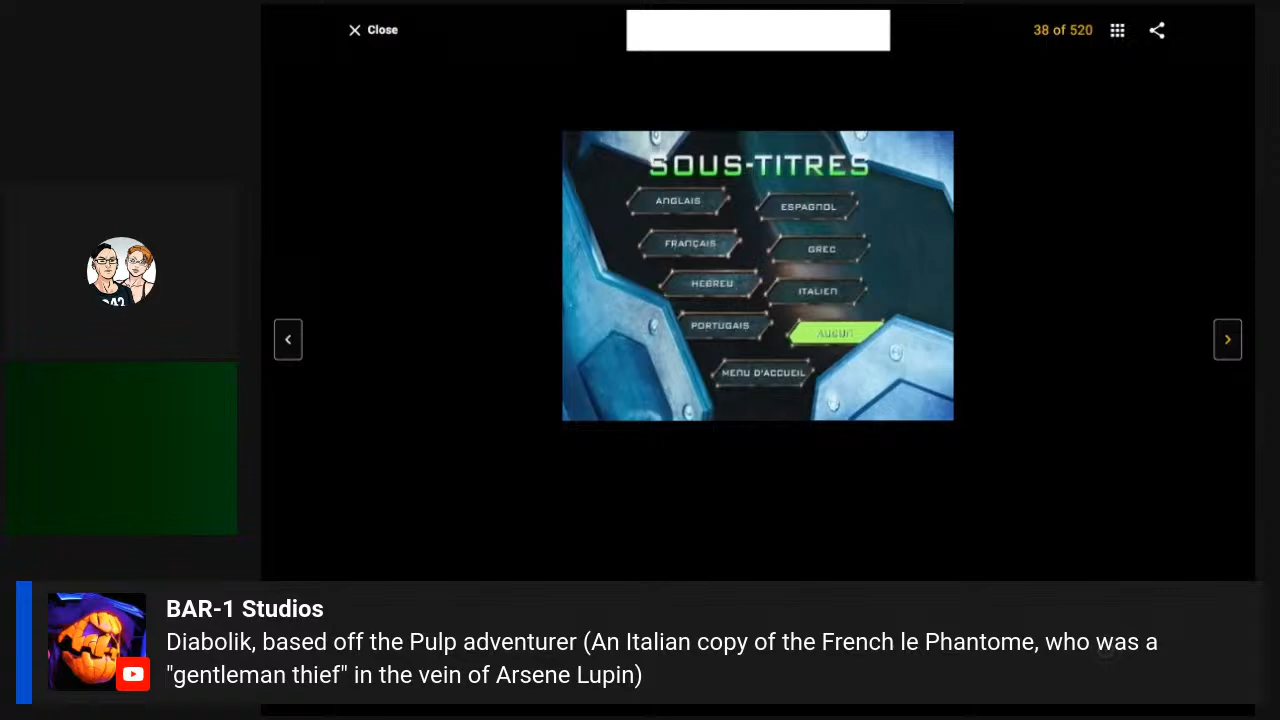 Close
38 of 520
SOUS-TITRES
ANGLAIS
ESPAGNOL
FRANÇAIS
GREC
HEBREU
ITALIEN
PORTUGAIS
AUCUN
MENU D'ACCUEIL
BAR-1 Studios
Diabolik, based off the Pulp adventurer (An Italian copy of the French le Phantome, who was a
"gentleman thief" in the vein of Arsene Lupin)